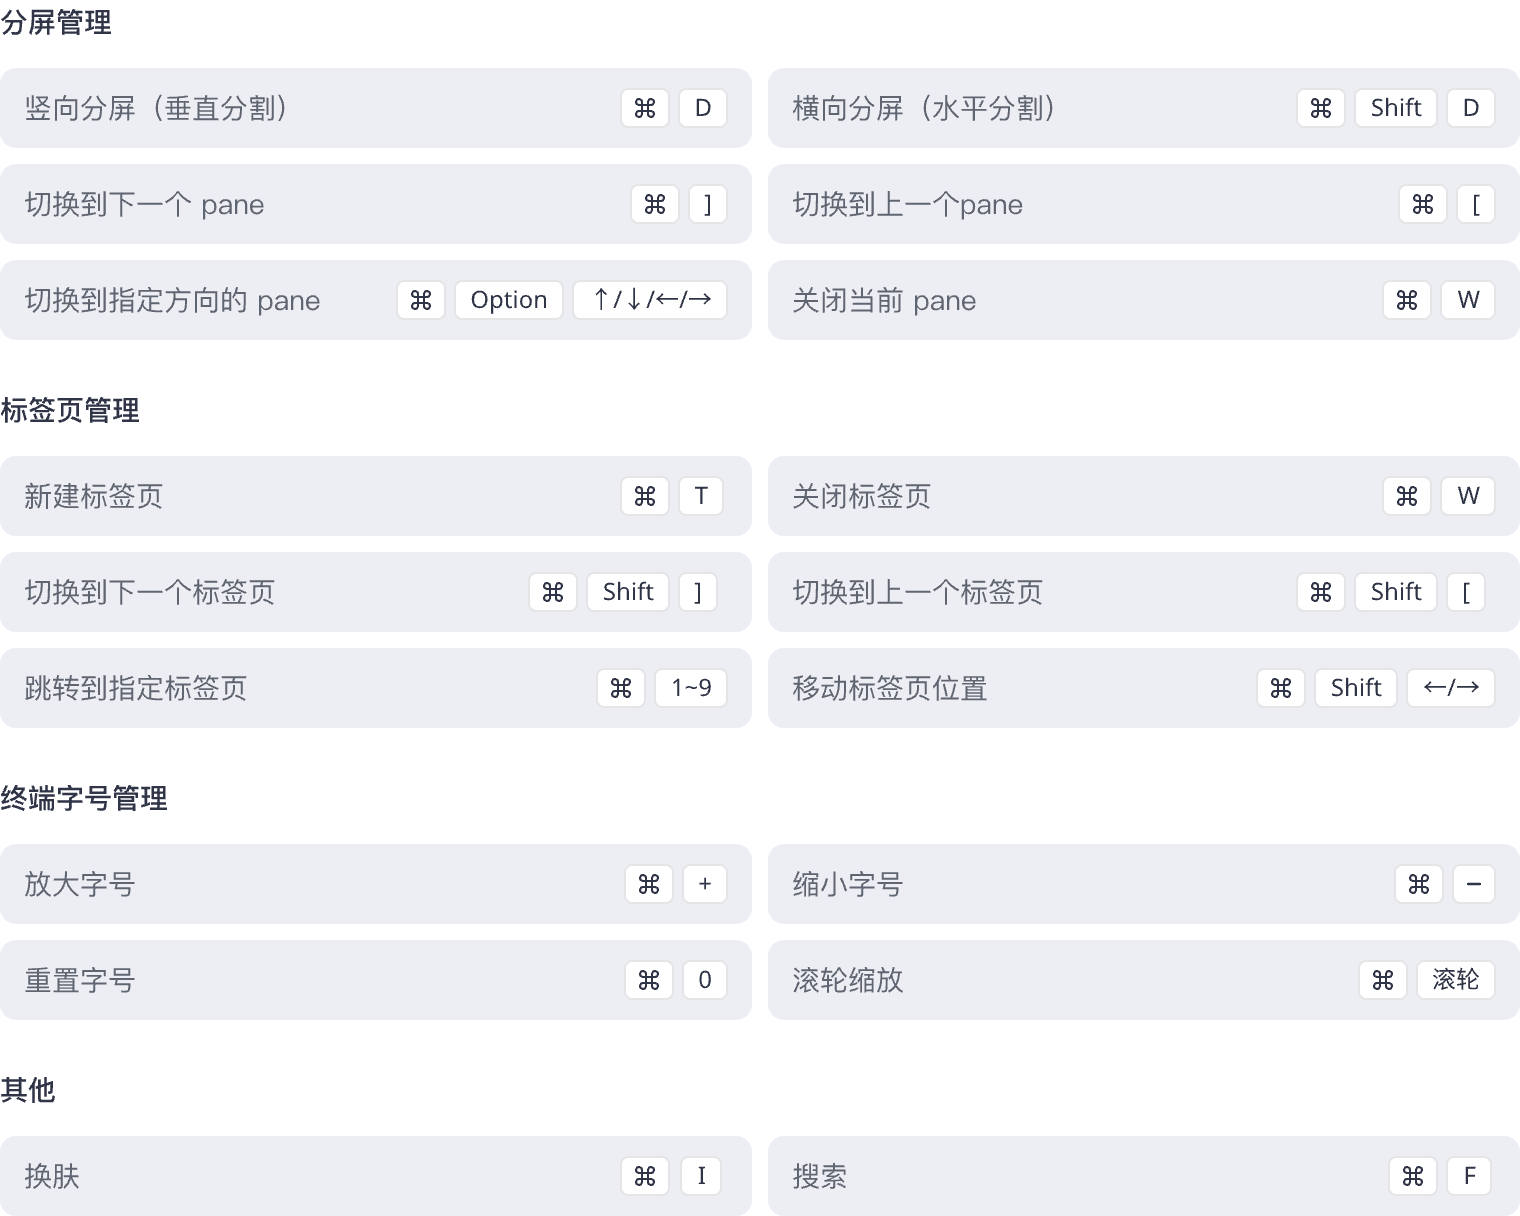 分屏管理
竖向分屏（垂直分割） ⌘ D
横向分屏（水平分割） ⌘ Shift D
切换到下一个 pane ⌘ ]
切换到上一个pane ⌘ [
切换到指定方向的 pane ⌘ Option ↑/↓/←/→
关闭当前 pane ⌘ W
标签页管理
新建标签页 ⌘ T
关闭标签页 ⌘ W
切换到下一个标签页 ⌘ Shift ]
切换到上一个标签页 ⌘ Shift [
跳转到指定标签页 ⌘ 1~9
移动标签页位置 ⌘ Shift ←/→
终端字号管理
放大字号 ⌘ +
缩小字号 ⌘ −
重置字号 ⌘ 0
滚轮缩放 ⌘ 滚轮
其他
换肤 ⌘ I
搜索 ⌘ F